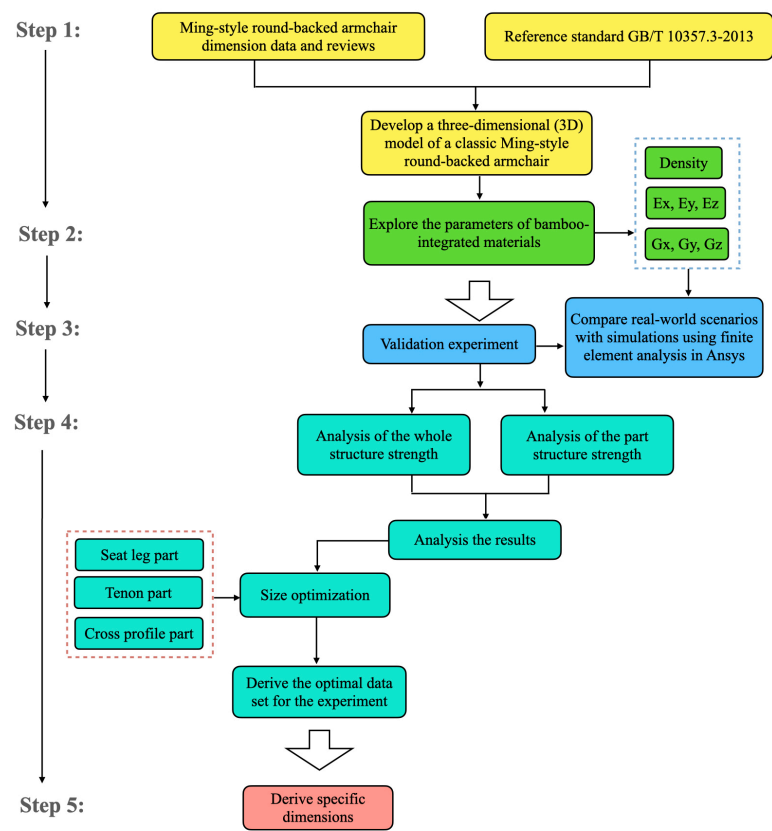 Step 1:
Ming-style round-backed armchair
dimension data and reviews
Reference standard GB/T 10357.3-2013
Develop a three-dimensional (3D)
model of a classic Ming-style
round-backed armchair
Density
Ex, Ey, Ez
Gx, Gy, Gz
Step 2:
Explore the parameters of bamboo-
integrated materials
Step 3:
Validation experiment
Compare real-world scenarios
with simulations using finite
element analysis in Ansys
Step 4:
Analysis of the whole
structure strength
Analysis of the part
structure strength
Analysis the results
Seat leg part
Tenon part
Cross profile part
Size optimization
Derive the optimal data
set for the experiment
Step 5:
Derive specific
dimensions